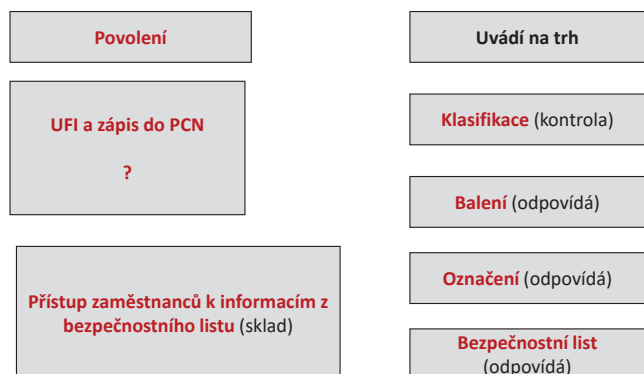 Povolení
UFI a zápis do PCN
?
Přístup zaměstnanců k informacím z
bezpečnostního listu (sklad)
Uvádí na trh
Klasifikace (kontrola)
Balení (odpovídá)
Označení (odpovídá)
Bezpečnostní list
(odpovídá)